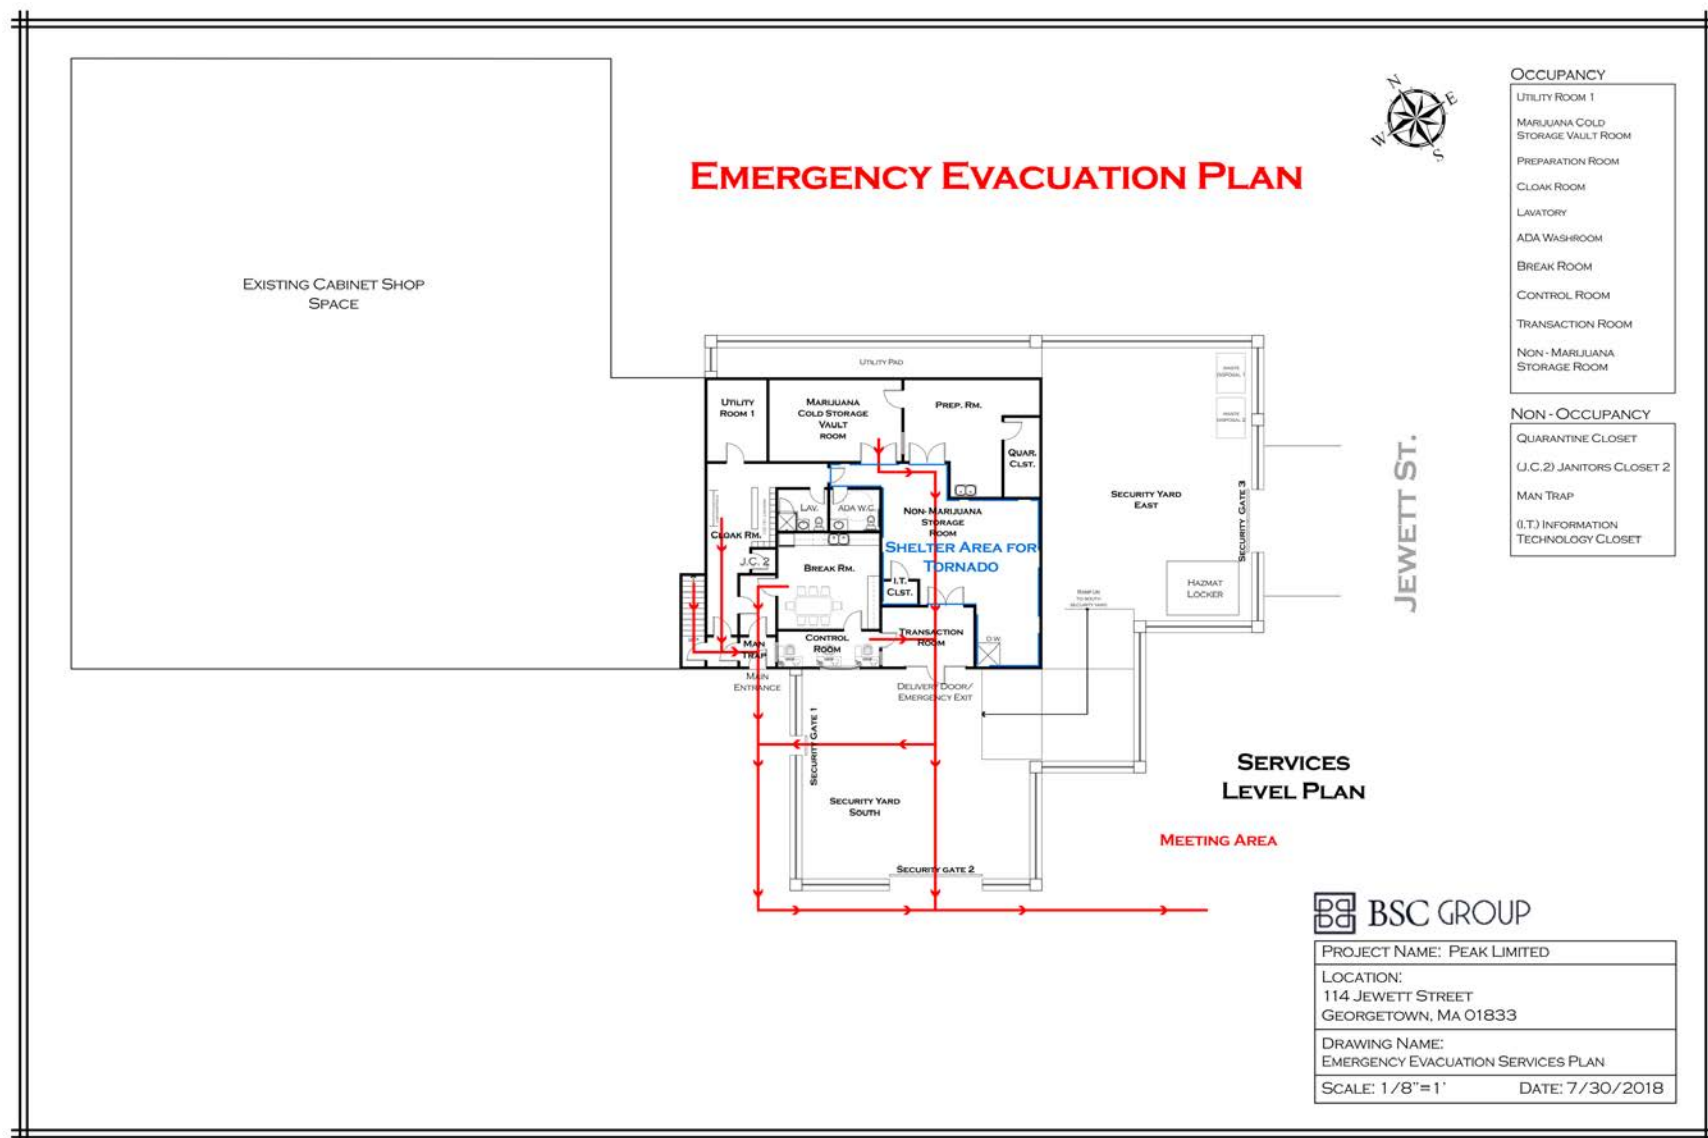 OCCUPANCY
UTILITY ROOM 1
MARIJUANA COLD
STORAGE VAULT ROOM
PREPARATION ROOM
CLOAK ROOM
LAVATORY
ADA WASHROOM
BREAK ROOM
CONTROL ROOM
TRANSACTION ROOM
NON-MARIJUANA
STORAGE ROOM
NON-OCCUPANCY
QUARANTINE CLOSET
(J.C.2) JANITORS CLOSET 2
MAN TRAP
(I.T.) INFORMATION
TECHNOLOGY CLOSET
N
E
W
S
EMERGENCY EVACUATION PLAN
EXISTING CABINET SHOP
SPACE
UTILITY PAD
UTILITY
ROOM 1
MARIJUANA
COLD STORAGE
VAULT
ROOM
PREP. RM.
QUAR.
CLST.
WASTE
DISPOSAL 1
WASTE
DISPOSAL 2
SECURITY YARD
EAST
SECURITY GATE 3
JEWETT ST.
LAV.
ADA W.C.
NON-MARIJUANA
STORAGE
ROOM
CLOAK RM.
SHELTER AREA FOR
TORNADO
J.C. 2
BREAK RM.
I.T.
CLST.
HAZMAT
LOCKER
MAN
TRAP
CONTROL
ROOM
TRANSACTION
ROOM
D.W.
MAIN
ENTRANCE
DELIVERY DOOR/
EMERGENCY EXIT
SECURITY GATE 1
SECURITY YARD
SOUTH
SECURITY GATE 2
SERVICES
LEVEL PLAN
MEETING AREA
BSC GROUP
PROJECT NAME: PEAK LIMITED
LOCATION:
114 JEWETT STREET
GEORGETOWN, MA 01833
DRAWING NAME:
EMERGENCY EVACUATION SERVICES PLAN
SCALE: 1/8"=1' DATE: 7/30/2018